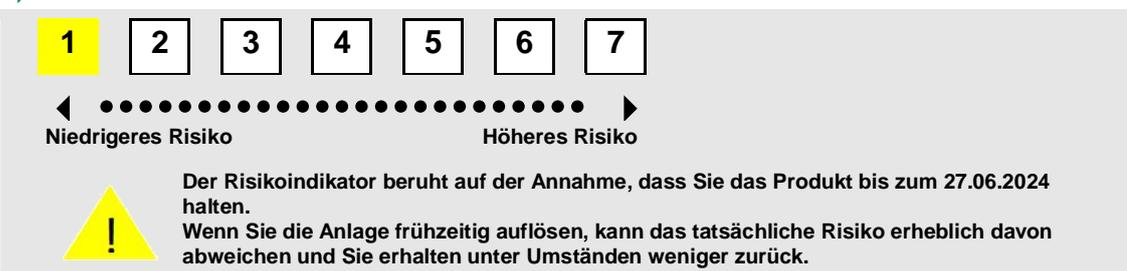 1 2 3 4 5 6 7
Niedrigeres Risiko Höheres Risiko
Der Risikoindikator beruht auf der Annahme, dass Sie das Produkt bis zum 27.06.2024
halten.
Wenn Sie die Anlage frühzeitig auflösen, kann das tatsächliche Risiko erheblich davon
abweichen und Sie erhalten unter Umständen weniger zurück.
!